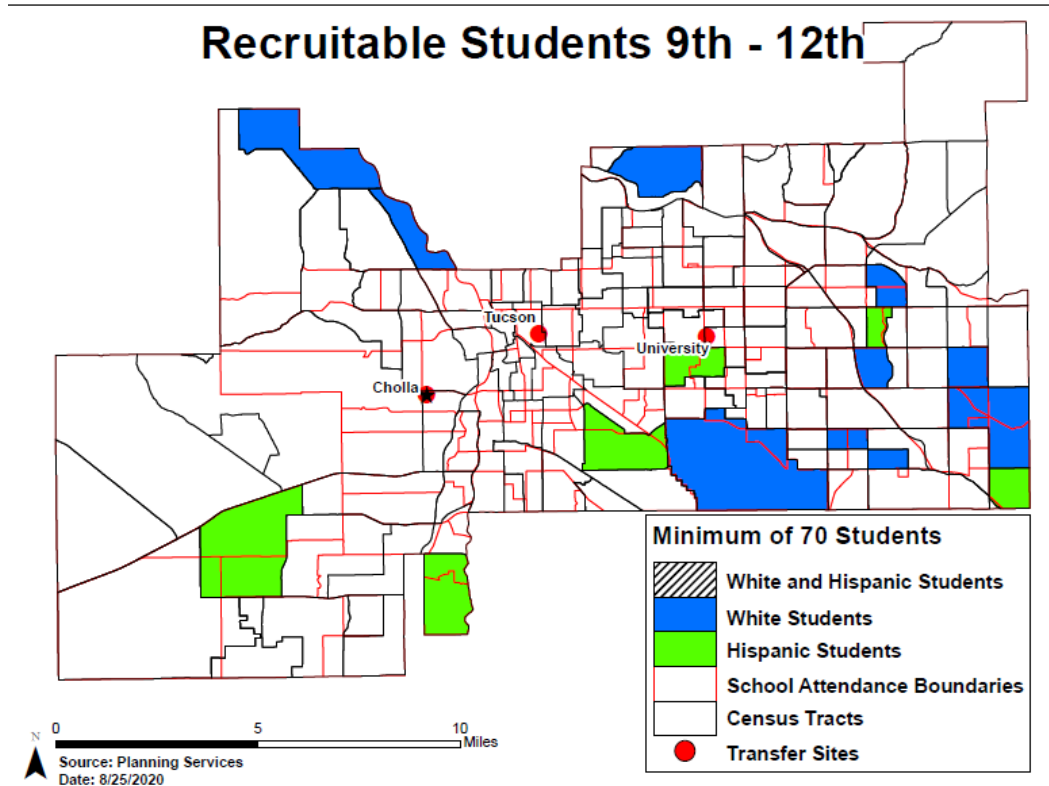 Recruitable Students 9th - 12th
Tucson
University
Cholla
Minimum of 70 Students
White and Hispanic Students
White Students
Hispanic Students
School Attendance Boundaries
Census Tracts
Transfer Sites
N
0 5 10
Miles
Source: Planning Services
Date: 8/25/2020